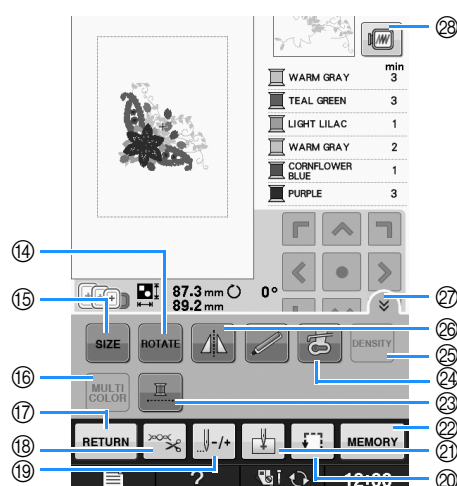 ㉘
min
WARM GRAY 3
TEAL GREEN 3
LIGHT LILAC 1
WARM GRAY 2
CORNFLOWER
BLUE 1
PURPLE 3
⑭
87.3 mm 0°
89.2 mm
㉗
⑮
SIZE ROTATE DENSITY
㉖
㉕
㉔
⑯
MULTI
COLOR
㉓
⑰
㉒
RETURN -/+ MEMORY
⑱
㉑
⑲
⑳
?